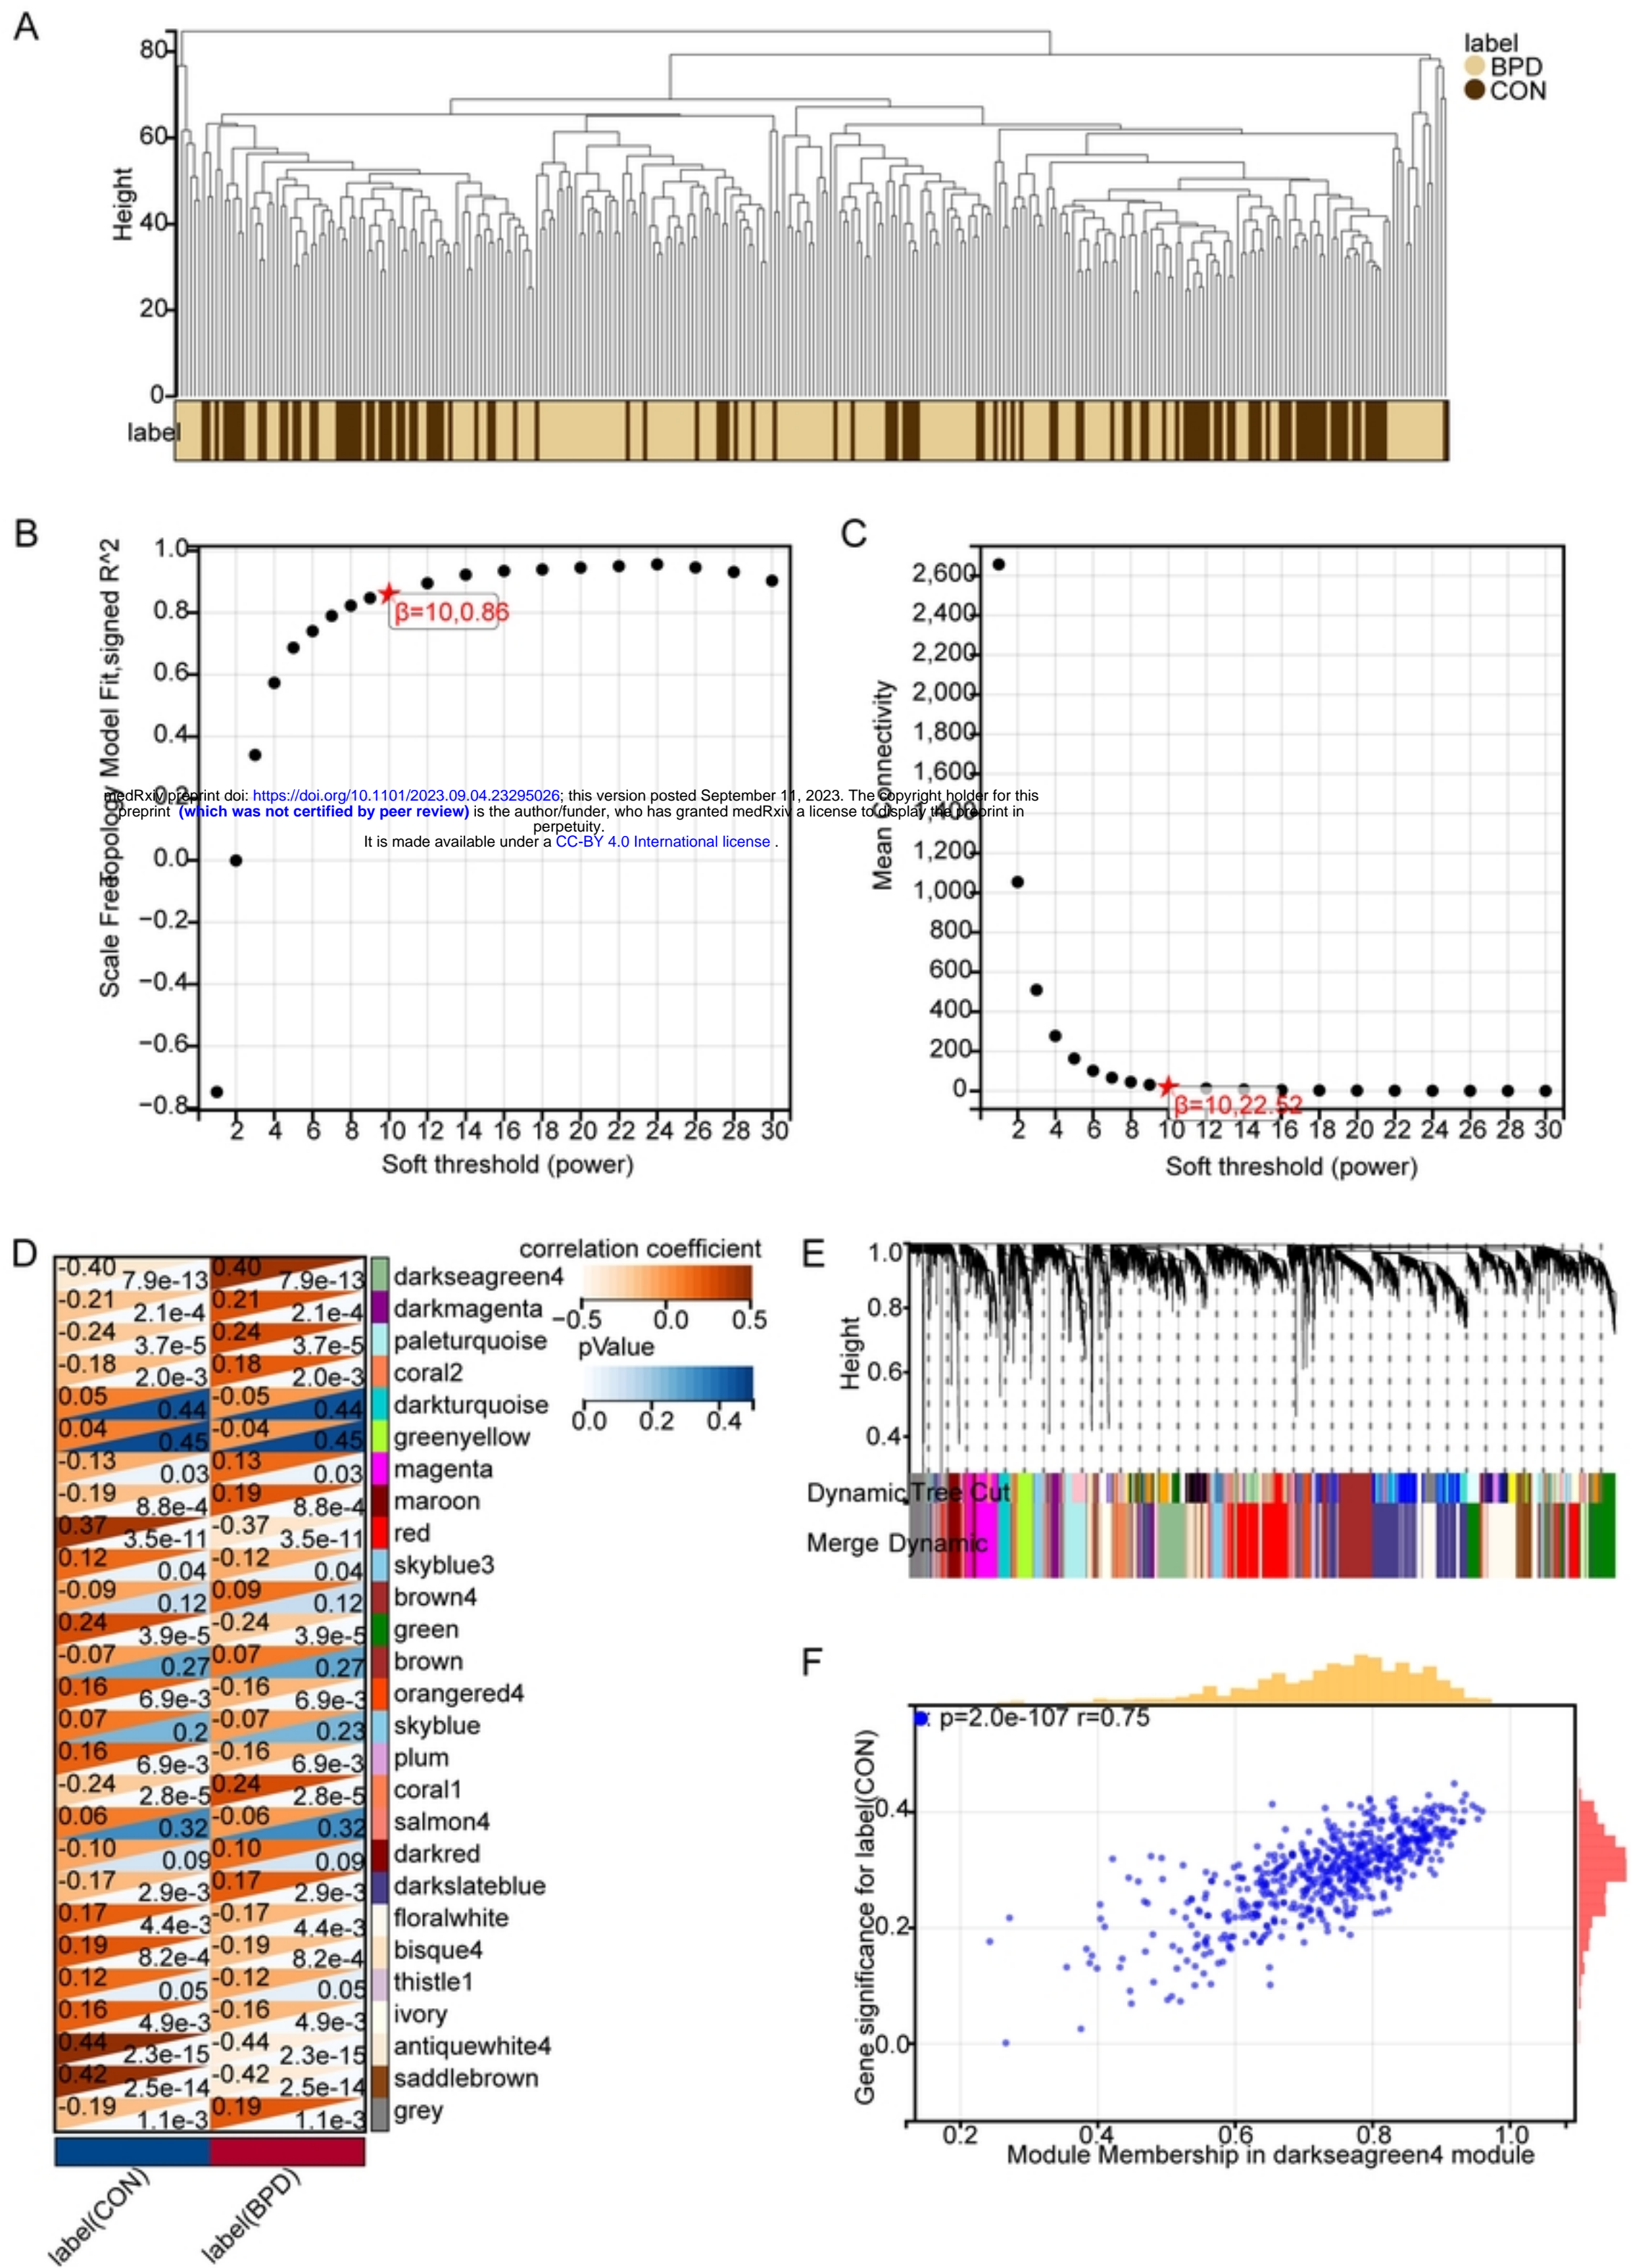 A
80
60
40
20
0
Height
label
label
BPD
CON
B
Scale Free Topology Model Fit,signed R^2
1.0
0.8
0.6
0.4
0.2
0.0
−0.2
−0.4
−0.6
−0.8
β=10,0.86
2 4 6 8 10 12 14 16 18 20 22 24 26 28 30
Soft threshold (power)
C
Mean Connectivity
2,600
2,400
2,200
2,000
1,800
1,600
1,400
1,200
1,000
800
600
400
200
0
β=10,22.52
2 4 6 8 10 12 14 16 18 20 22 24 26 28 30
Soft threshold (power)
medRxiv preprint doi: https://doi.org/10.1101/2023.09.04.23295026; this version posted September 11, 2023. The copyright holder for this
preprint (which was not certified by peer review) is the author/funder, who has granted medRxiv a license to display the preprint in
perpetuity.
It is made available under a CC-BY 4.0 International license .
D
-0.40 7.9e-13 0.40 7.9e-13 darkseagreen4
-0.21 2.1e-4 0.21 2.1e-4 darkmagenta
-0.24 3.7e-5 0.24 3.7e-5 paleturquoise
-0.18 2.0e-3 0.18 2.0e-3 coral2
0.05 0.44 -0.05 0.44 darkturquoise
0.04 0.45 -0.04 0.45 greenyellow
-0.13 0.03 0.13 0.03 magenta
-0.19 8.8e-4 0.19 8.8e-4 maroon
0.37 3.5e-11 -0.37 3.5e-11 red
0.12 0.04 -0.12 0.04 skyblue3
-0.09 0.12 0.09 0.12 brown4
0.24 3.9e-5 -0.24 3.9e-5 green
-0.07 0.27 0.07 0.27 brown
0.16 6.9e-3 -0.16 6.9e-3 orangered4
0.07 0.2 -0.07 0.23 skyblue
0.16 6.9e-3 -0.16 6.9e-3 plum
-0.24 2.8e-5 0.24 2.8e-5 coral1
0.06 0.32 -0.06 0.32 salmon4
-0.10 0.09 0.10 0.09 darkred
-0.17 2.9e-3 0.17 2.9e-3 darkslateblue
0.17 4.4e-3 -0.17 4.4e-3 floralwhite
0.19 8.2e-4 -0.19 8.2e-4 bisque4
0.12 0.05 -0.12 0.05 thistle1
0.16 4.9e-3 -0.16 4.9e-3 ivory
0.44 2.3e-15 -0.44 2.3e-15 antiquewhite4
0.42 2.5e-14 -0.42 2.5e-14 saddlebrown
-0.19 1.1e-3 0.19 1.1e-3 grey
label(CON)
label(BPD)
correlation coefficient
−0.5 0.0 0.5
pValue
0.0 0.2 0.4
E
Height
1.0
0.8
0.6
0.4
Dynamic Tree Cut
Merge Dynamic
F
: p=2.0e-107 r=0.75
Gene significance for label(CON)
0.4
0.2
0.0
0.2 0.4 0.6 0.8 1.0
Module Membership in darkseagreen4 module